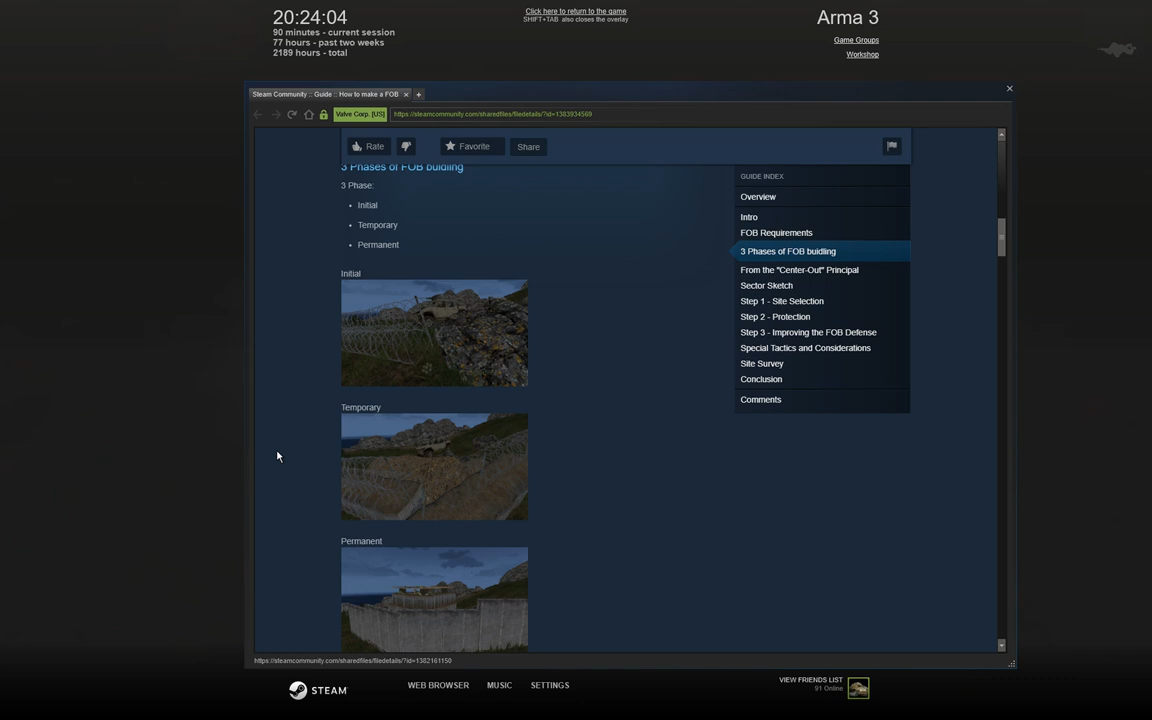 20:24:04
90 minutes - current session
77 hours - past two weeks
2189 hours - total
Click here to return to the game
SHIFT+TAB also closes the overlay
Arma 3
Game Groups
Workshop
Steam Community :: Guide :: How to make a FOB
Valve Corp. [US]
https://steamcommunity.com/sharedfiles/filedetails/?id=1383934569
Rate
Favorite
Share
3 Phases of FOB buidling
3 Phase:
• Initial
• Temporary
• Permanent
Initial
Temporary
Permanent
GUIDE INDEX
Overview
Intro
FOB Requirements
3 Phases of FOB buidling
From the "Center-Out" Principal
Sector Sketch
Step 1 - Site Selection
Step 2 - Protection
Step 3 - Improving the FOB Defense
Special Tactics and Considerations
Site Survey
Conclusion
Comments
https://steamcommunity.com/sharedfiles/filedetails/?id=1382161150
STEAM
WEB BROWSER
MUSIC
SETTINGS
VIEW FRIENDS LIST
91 Online